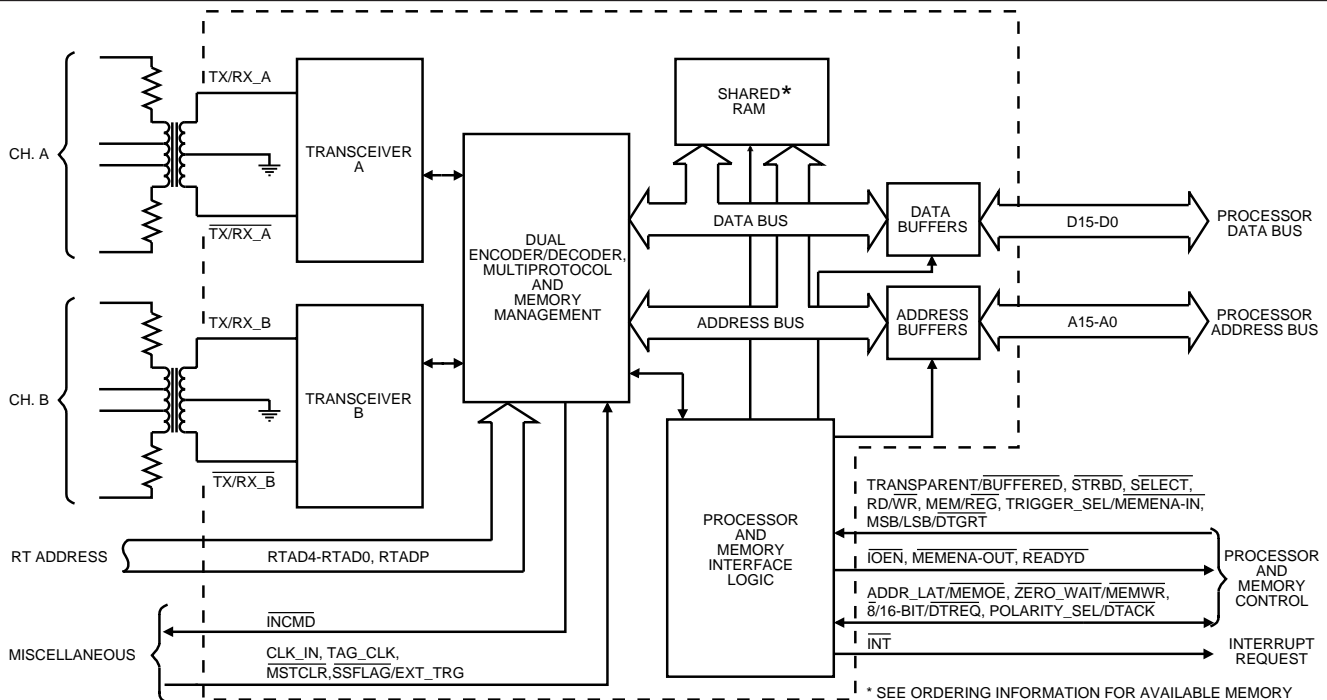 CH. A
TX/RX_A
TX/RX_A
TRANSCEIVER
A
CH. B
TX/RX_B
TX/RX_B
TRANSCEIVER
B
DUAL
ENCODER/DECODER,
MULTIPROTOCOL
AND
MEMORY
MANAGEMENT
SHARED*
RAM
DATA BUS
ADDRESS BUS
DATA
BUFFERS
ADDRESS
BUFFERS
D15-D0
PROCESSOR
DATA BUS
A15-A0
PROCESSOR
ADDRESS BUS
RT ADDRESS
RTAD4-RTAD0, RTADP
MISCELLANEOUS
INCMD
CLK_IN, TAG_CLK,
MSTCLR,SSFLAG/EXT_TRG
PROCESSOR
AND
MEMORY
INTERFACE
LOGIC
TRANSPARENT/BUFFERED, STRBD, SELECT,
RD/WR, MEM/REG, TRIGGER_SEL/MEMENA-IN,
MSB/LSB/DTGRT
IOEN, MEMENA-OUT, READYD
ADDR_LAT/MEMOE, ZERO_WAIT/MEMWR,
8/16-BIT/DTREQ, POLARITY_SEL/DTACK
INT
PROCESSOR
AND
MEMORY
CONTROL
INTERRUPT
REQUEST
* SEE ORDERING INFORMATION FOR AVAILABLE MEMORY